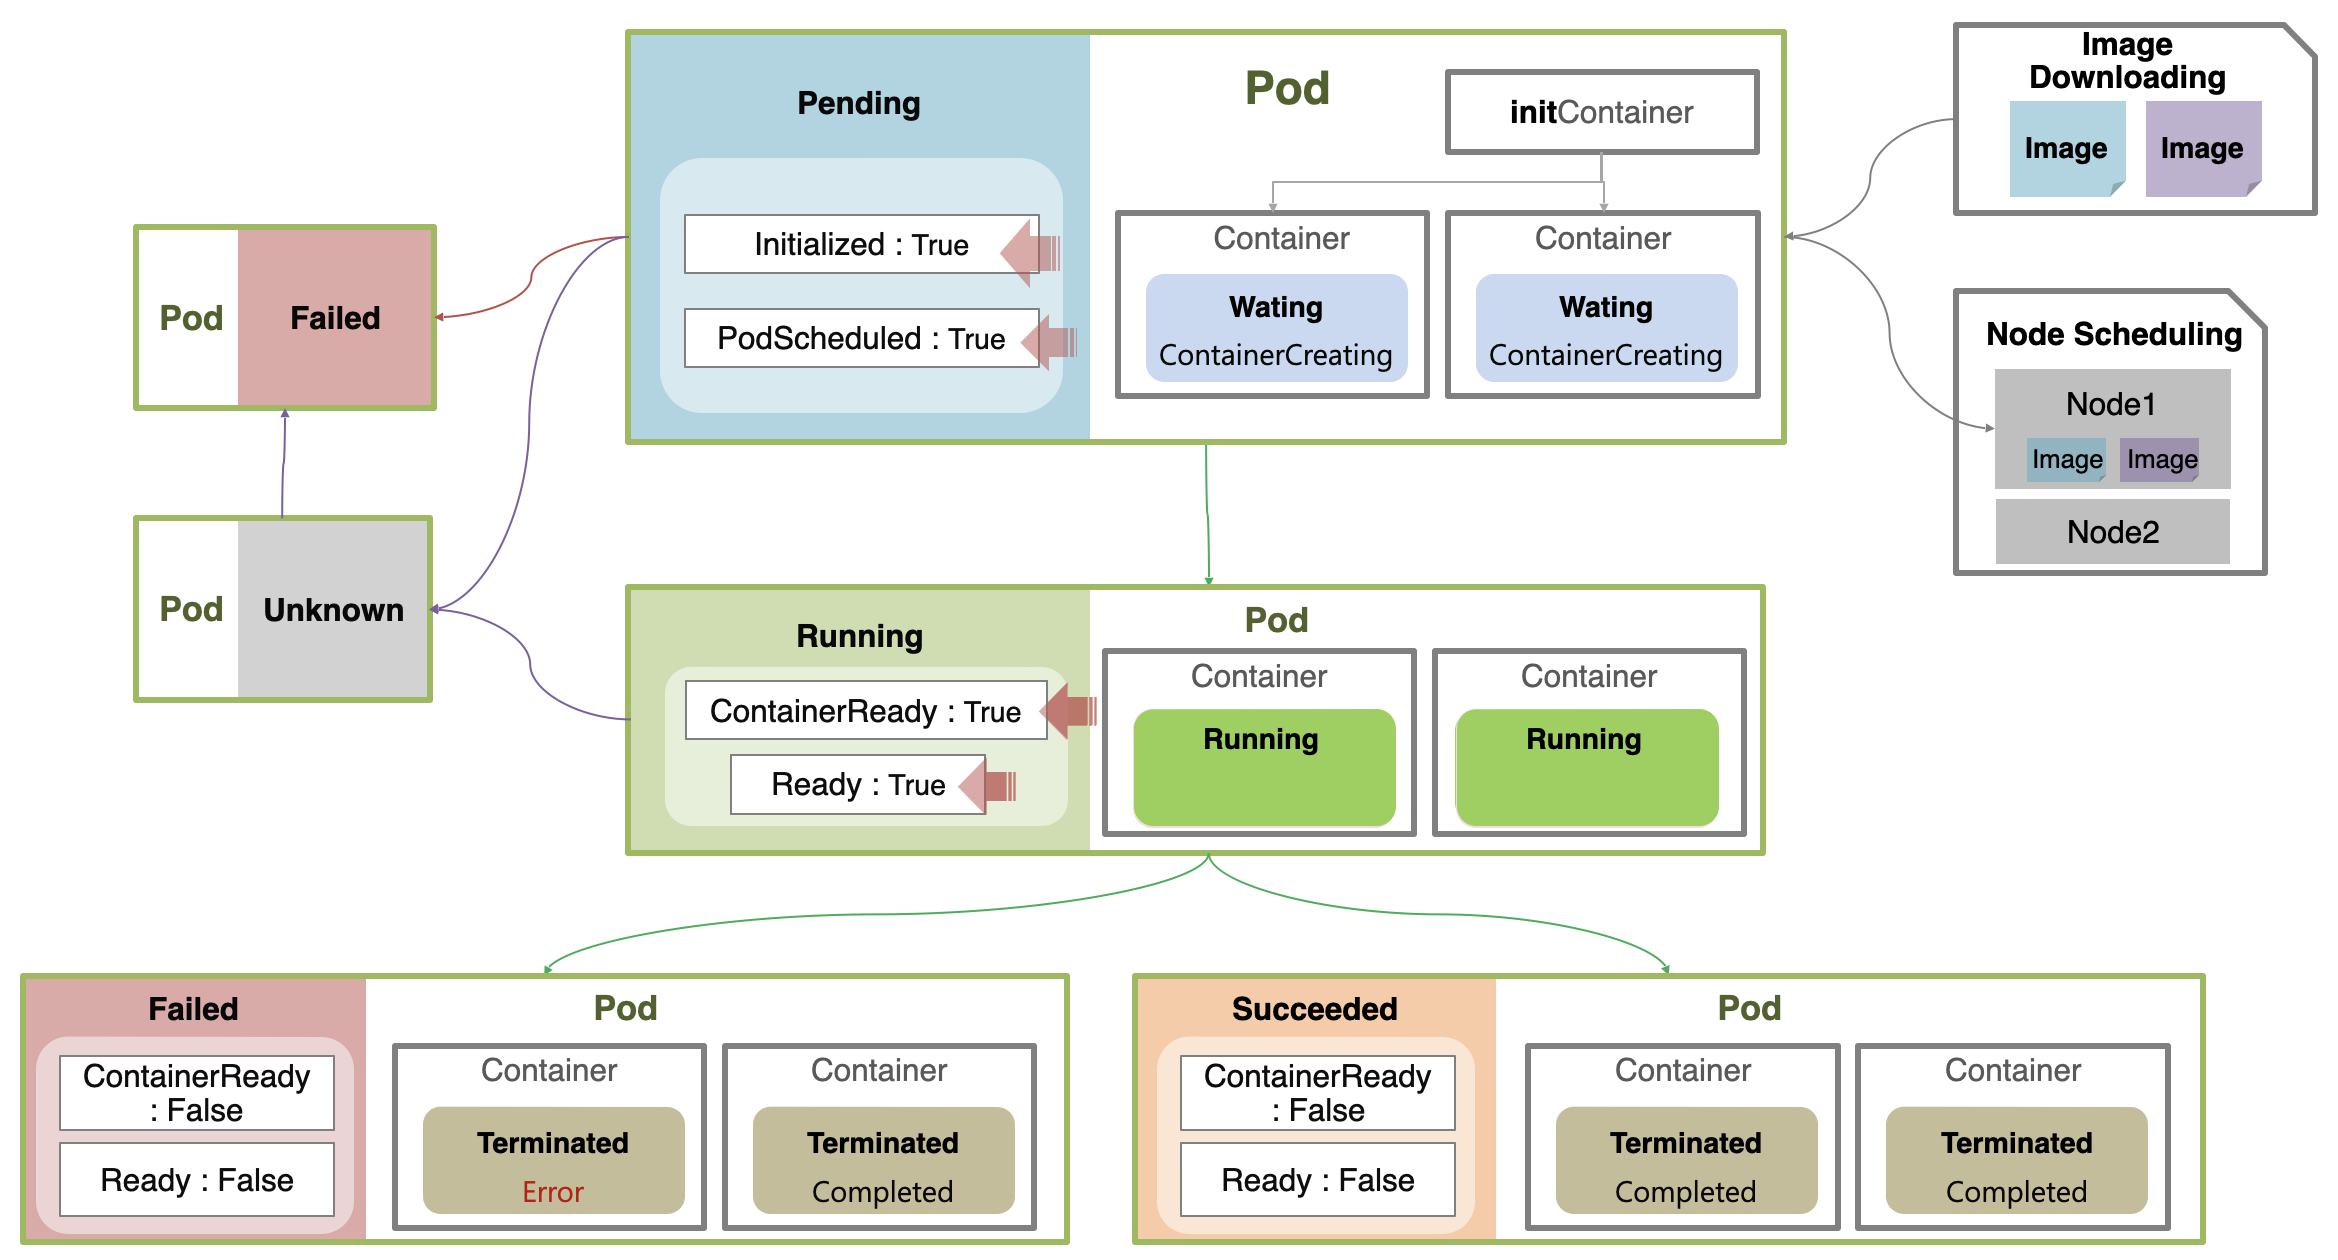 Pending
Pod
initContainer
Initialized : True
PodScheduled : True
Container
Wating
ContainerCreating
Container
Wating
ContainerCreating
Image
Downloading
Image
Image
Node Scheduling
Node1
Image
Image
Node2
Pod
Failed
Pod
Unknown
Running
Pod
ContainerReady : True
Ready : True
Container
Running
Container
Running
Failed
Pod
ContainerReady
: False
Ready : False
Container
Terminated
Error
Container
Terminated
Completed
Succeeded
Pod
ContainerReady
: False
Ready : False
Container
Terminated
Completed
Container
Terminated
Completed